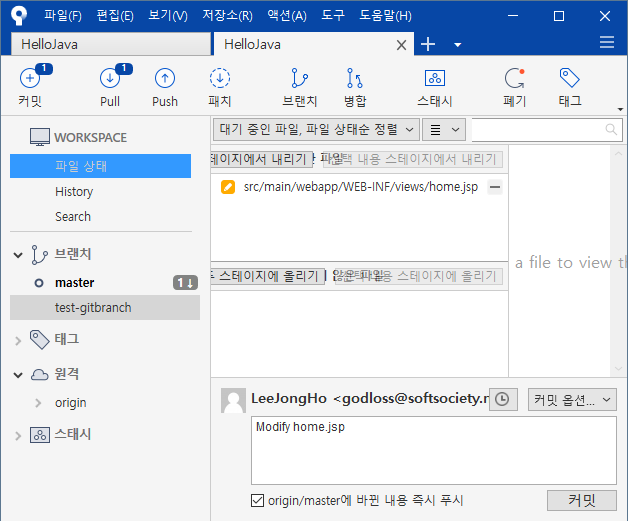 파일(F) 편집(E) 보기(V) 저장소(R) 액션(A) 도구 도움말(H)
HelloJava HelloJava
1 1
커밋 Pull Push 패치 브랜치 병합 스태시 폐기 태그
WORKSPACE
파일 상태
History
Search
브랜치
master 1↓
test-gitbranch
태그
원격
origin
스태시
대기 중인 파일, 파일 상태순 정렬
스테이지에서 내리기 파일 선택 내용 스테이지에서 내리기
src/main/webapp/WEB-INF/views/home.jsp
스테이지에 올리기 않은 파일 선택 내용 스테이지에 올리기
a file to view th
LeeJongHo <godloss@softsociety.n 커밋 옵션...
Modify home.jsp
origin/master에 바뀐 내용 즉시 푸시 커밋